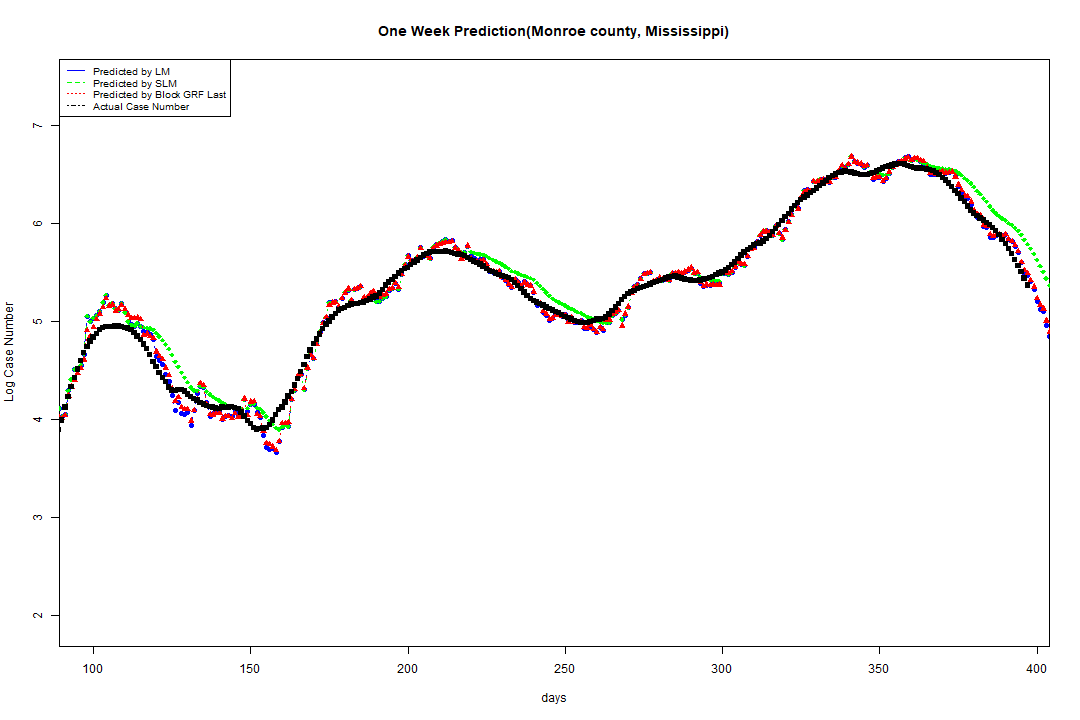 One Week Prediction(Monroe county, Mississippi)
Predicted by LM
Predicted by SLM
Predicted by Block GRF Last
Actual Case Number
Log Case Number
7
6
5
4
3
2
100 150 200 250 300 350 400
days